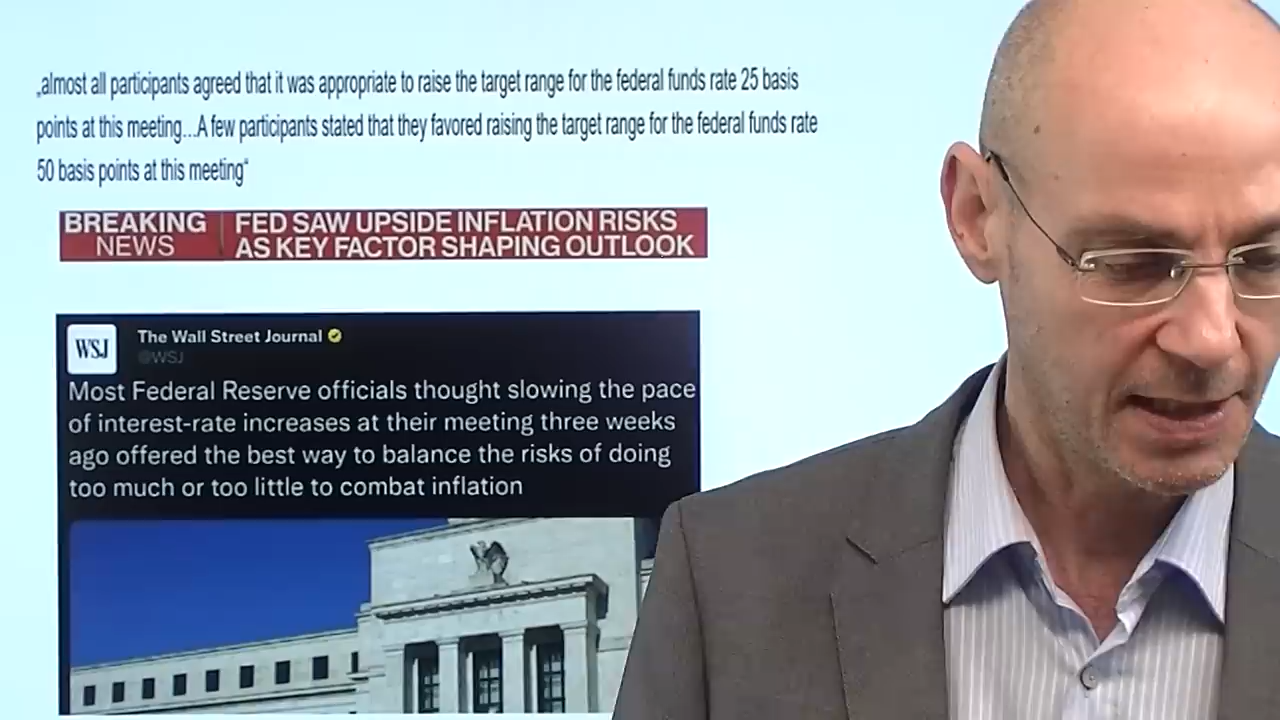 „almost all participants agreed that it was appropriate to raise the target range for the federal funds rate 25 basis
points at this meeting...A few participants stated that they favored raising the target range for the federal funds rate
50 basis points at this meeting“
BREAKING NEWS
FED SAW UPSIDE INFLATION RISKS
AS KEY FACTOR SHAPING OUTLOOK
WSJ
The Wall Street Journal
@WSJ
Most Federal Reserve officials thought slowing the pace
of interest-rate increases at their meeting three weeks
ago offered the best way to balance the risks of doing
too much or too little to combat inflation